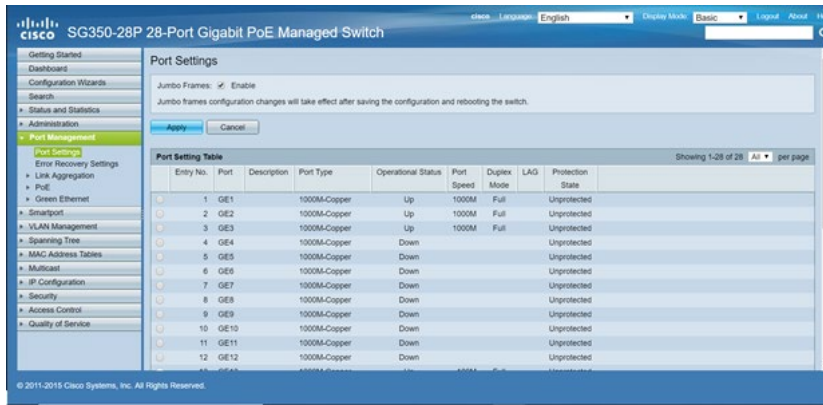 cisco Language: English Display Mode: Basic Logout About
cisco SG350-28P 28-Port Gigabit PoE Managed Switch
Getting Started
Dashboard
Configuration Wizards
Search
Status and Statistics
Administration
Port Management
Port Settings
Error Recovery Settings
Link Aggregation
PoE
Green Ethernet
Smartport
VLAN Management
Spanning Tree
MAC Address Tables
Multicast
IP Configuration
Security
Access Control
Quality of Service
Port Settings
Jumbo Frames: Enable
Jumbo frames configuration changes will take effect after saving the configuration and rebooting the switch.
Apply Cancel
Port Setting Table Showing 1-28 of 28 All per page
Entry No. Port Description Port Type Operational Status Port Speed Duplex Mode LAG Protection State
1 GE1 1000M-Copper Up 1000M Full Unprotected
2 GE2 1000M-Copper Up 1000M Full Unprotected
3 GE3 1000M-Copper Up 1000M Full Unprotected
4 GE4 1000M-Copper Down Unprotected
5 GE5 1000M-Copper Down Unprotected
6 GE6 1000M-Copper Down Unprotected
7 GE7 1000M-Copper Down Unprotected
8 GE8 1000M-Copper Down Unprotected
9 GE9 1000M-Copper Down Unprotected
10 GE10 1000M-Copper Down Unprotected
11 GE11 1000M-Copper Down Unprotected
12 GE12 1000M-Copper Down Unprotected
© 2011-2015 Cisco Systems, Inc. All Rights Reserved.